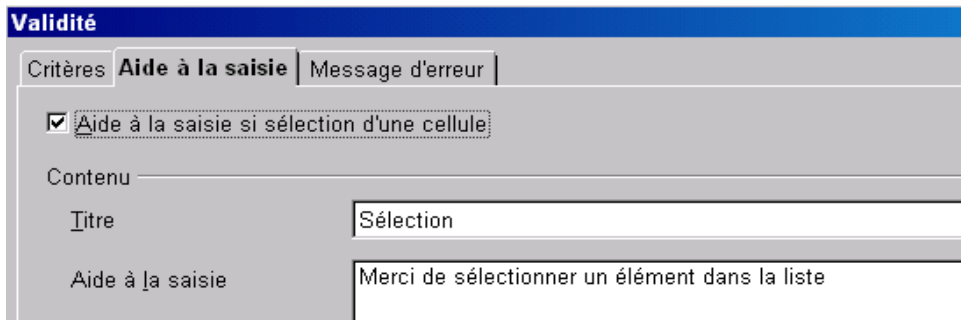 Validité
Critères Aide à la saisie Message d'erreur
Aide à la saisie si sélection d'une cellule
Contenu
Titre Sélection
Aide à la saisie Merci de sélectionner un élément dans la liste